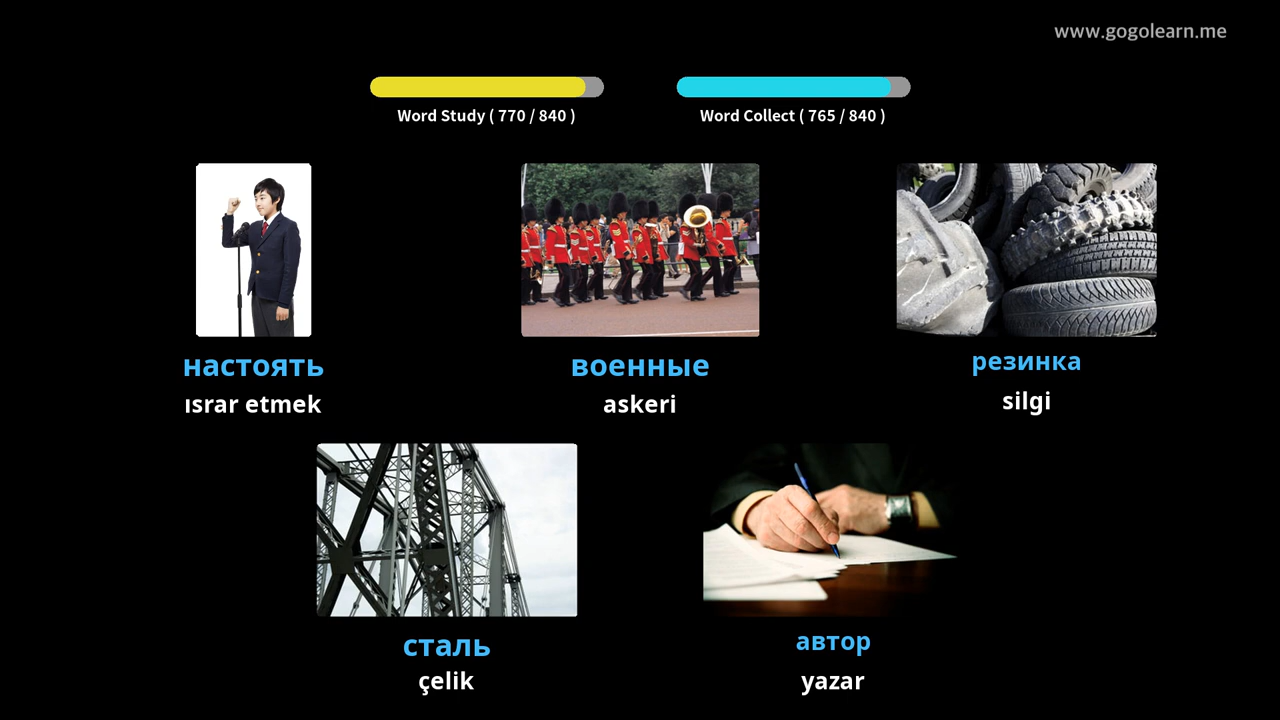 www.gogolearn.me
Word Study ( 770 / 840 )
Word Collect ( 765 / 840 )
настоять
ısrar etmek
военные
askeri
резинка
silgi
сталь
çelik
автор
yazar